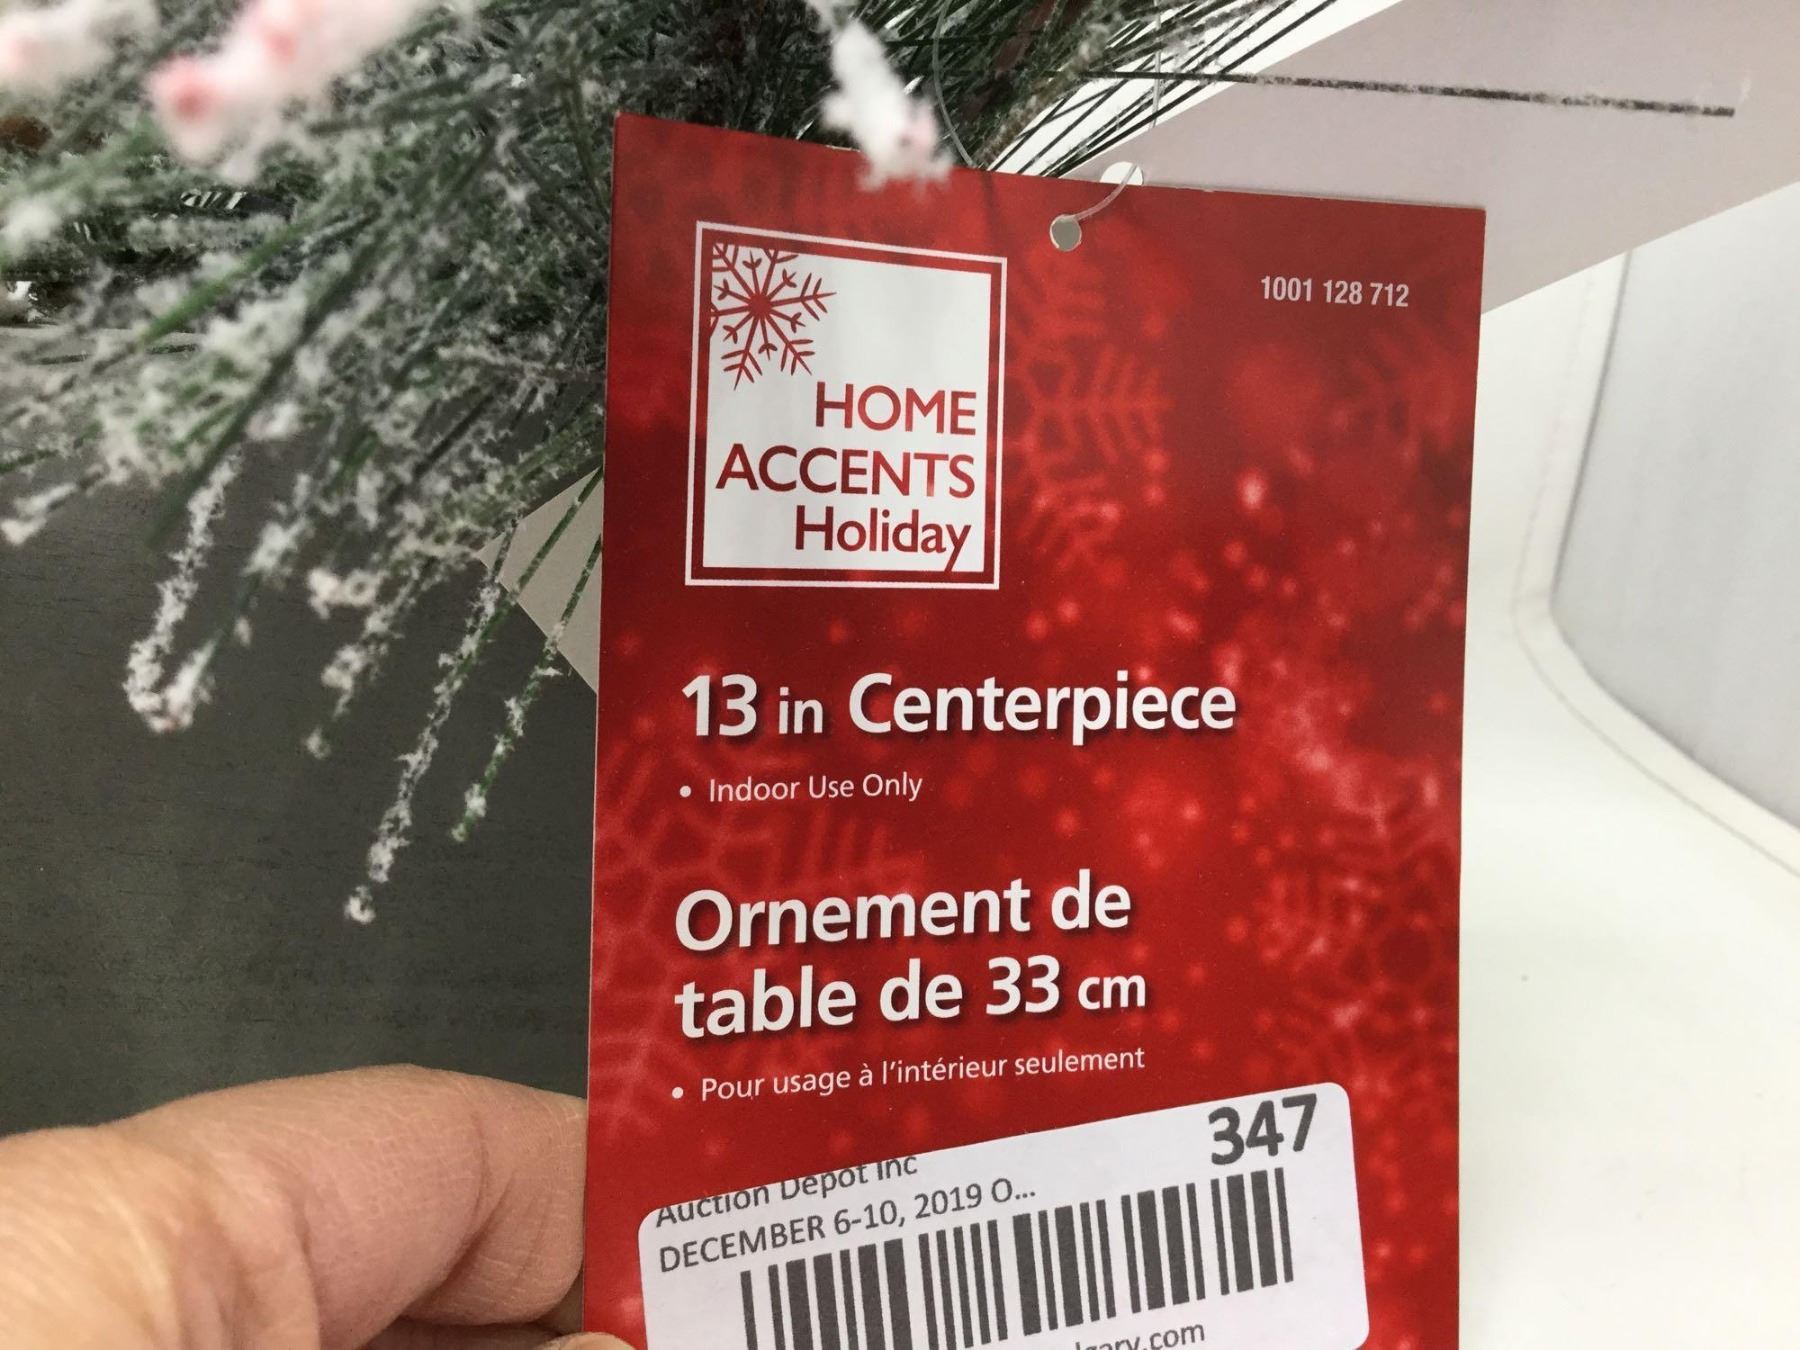 1001 128 712
HOME
ACCENTS
Holiday
13 in Centerpiece
• Indoor Use Only
Ornement de
table de 33 cm
• Pour usage à l'intérieur seulement
347
Auction Depot Inc
DECEMBER 6-10, 2019 O...